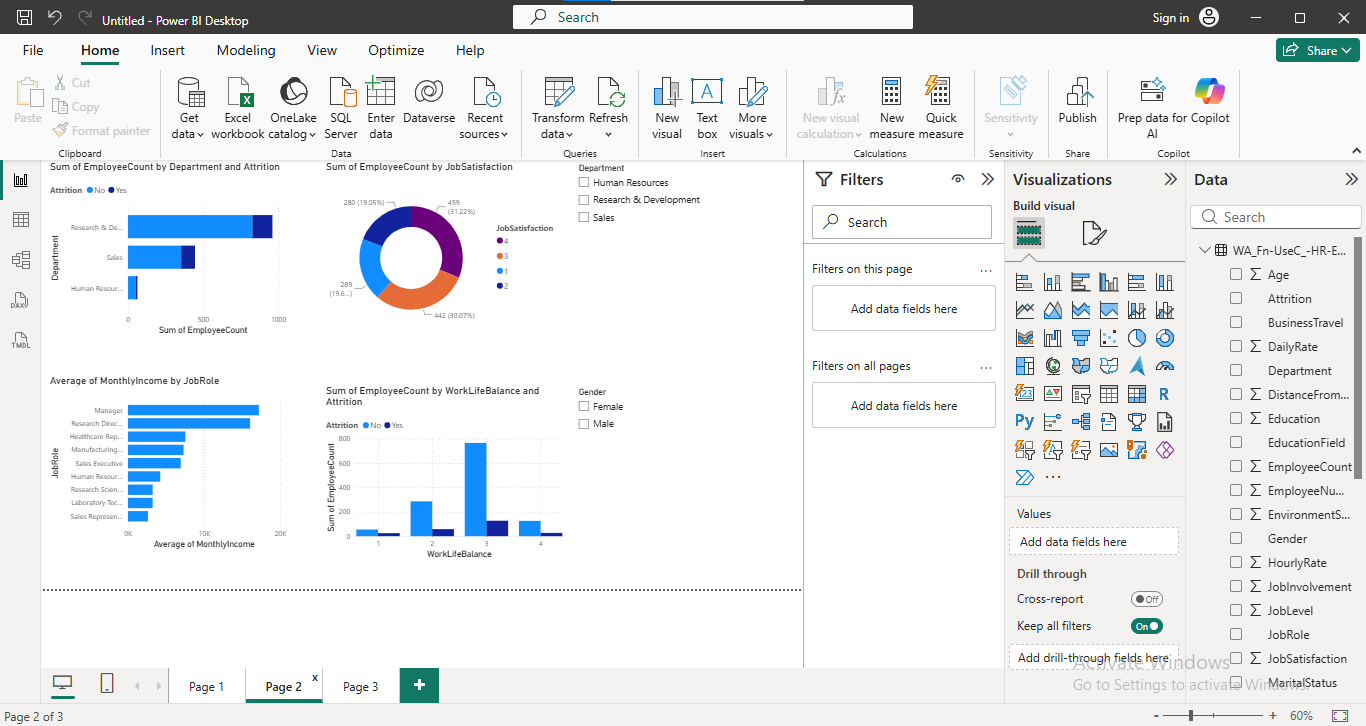 Untitled - Power BI Desktop
Search
Sign in
File Home Insert Modeling View Optimize Help
Share
Paste
Cut
Copy
Format painter
Clipboard
Get data
Excel workbook
OneLake catalog
SQL Server
Enter data
Dataverse
Recent sources
Data
Transform data
Refresh
Queries
New visual
Text box
More visuals
Insert
New visual calculation
New measure
Quick measure
Calculations
Sensitivity
Sensitivity
Publish
Share
Prep data for AI
Copilot
Copilot
DAX
TMDL
Sum of EmployeeCount by Department and Attrition
Attrition No Yes
Department
Research & De...
Sales
Human Resour...
0 500 1000
Sum of EmployeeCount
Sum of EmployeeCount by JobSatisfaction
280 (19.05%)
459
(31.22%)
289
(19.6...)
442 (30.07%)
JobSatisfaction
4
3
1
2
Department
Human Resources
Research & Development
Sales
Average of MonthlyIncome by JobRole
JobRole
Manager
Research Direc...
Healthcare Rep...
Manufacturing...
Sales Executive
Human Resour...
Research Scien...
Laboratory Tec...
Sales Represen...
0K 10K 20K
Average of MonthlyIncome
Sum of EmployeeCount by WorkLifeBalance and
Attrition
Attrition No Yes
Sum of EmployeeCount
800
600
400
200
0
1 2 3 4
WorkLifeBalance
Gender
Female
Male
Filters
Search
Filters on this page ...
Add data fields here
Filters on all pages ...
Add data fields here
Visualizations
Build visual
123
R
Py
...
Values
Add data fields here
Drill through
Cross-report Off
Keep all filters On
Add drill-through fields here
Data
Search
WA_Fn-UseC_-HR-E...
Age
Attrition
BusinessTravel
DailyRate
Department
DistanceFrom...
Education
EducationField
EmployeeCount
EmployeeNu...
EnvironmentS...
Gender
HourlyRate
JobInvolvement
JobLevel
JobRole
JobSatisfaction
MaritalStatus
Activate Windows
Go to Settings to activate Windows.
Page 1 Page 2 x Page 3 +
Page 2 of 3
- + 60%